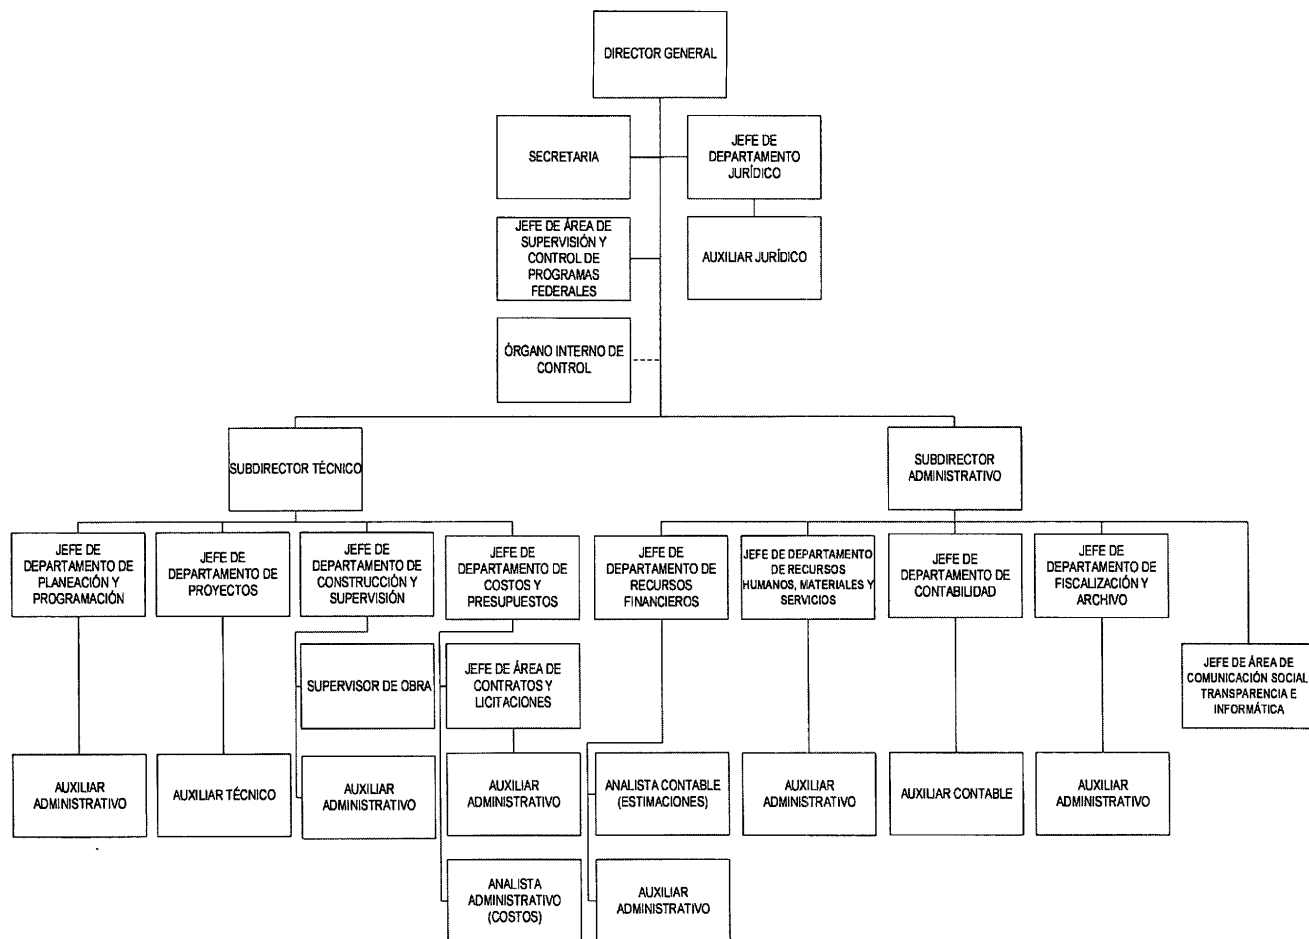 DIRECTOR GENERAL
SECRETARIA
JEFE DE
DEPARTAMENTO
JURÍDICO
JEFE DE ÁREA DE
SUPERVISIÓN Y
CONTROL DE
PROGRAMAS
FEDERALES
AUXILIAR JURÍDICO
ÓRGANO INTERNO DE
CONTROL
SUBDIRECTOR TÉCNICO
SUBDIRECTOR
ADMINISTRATIVO
JEFE DE
DEPARTAMENTO DE
PLANEACIÓN Y
PROGRAMACIÓN
JEFE DE
DEPARTAMENTO DE
PROYECTOS
JEFE DE
DEPARTAMENTO DE
CONSTRUCCIÓN Y
SUPERVISIÓN
JEFE DE
DEPARTAMENTO DE
COSTOS Y
PRESUPUESTOS
JEFE DE
DEPARTAMENTO DE
RECURSOS
FINANCIEROS
JEFE DE DEPARTAMENTO
DE RECURSOS
HUMANOS, MATERIALES Y
SERVICIOS
JEFE DE
DEPARTAMENTO DE
CONTABILIDAD
JEFE DE
DEPARTAMENTO DE
FISCALIZACIÓN Y
ARCHIVO
SUPERVISOR DE OBRA
JEFE DE ÁREA DE
CONTRATOS Y
LICITACIONES
JEFE DE ÁREA DE
COMUNICACIÓN SOCIAL
TRANSPARENCIA E
INFORMÁTICA
AUXILIAR
ADMINISTRATIVO
AUXILIAR TÉCNICO
AUXILIAR
ADMINISTRATIVO
AUXILIAR
ADMINISTRATIVO
ANALISTA CONTABLE
(ESTIMACIONES)
AUXILIAR
ADMINISTRATIVO
AUXILIAR CONTABLE
AUXILIAR
ADMINISTRATIVO
ANALISTA
ADMINISTRATIVO
(COSTOS)
AUXILIAR
ADMINISTRATIVO